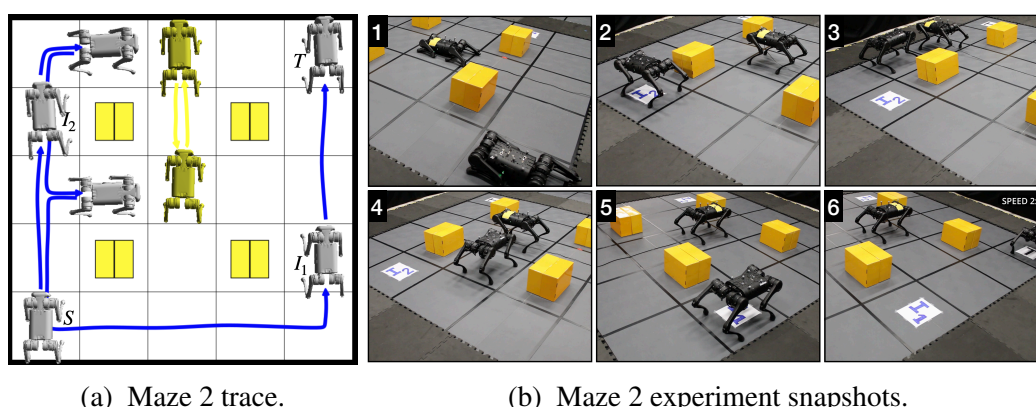 T
I2
I1
S
1
2
I2
3
I2
4
I2
5
6
SPEED 2
I1
(a) Maze 2 trace.
(b) Maze 2 experiment snapshots.